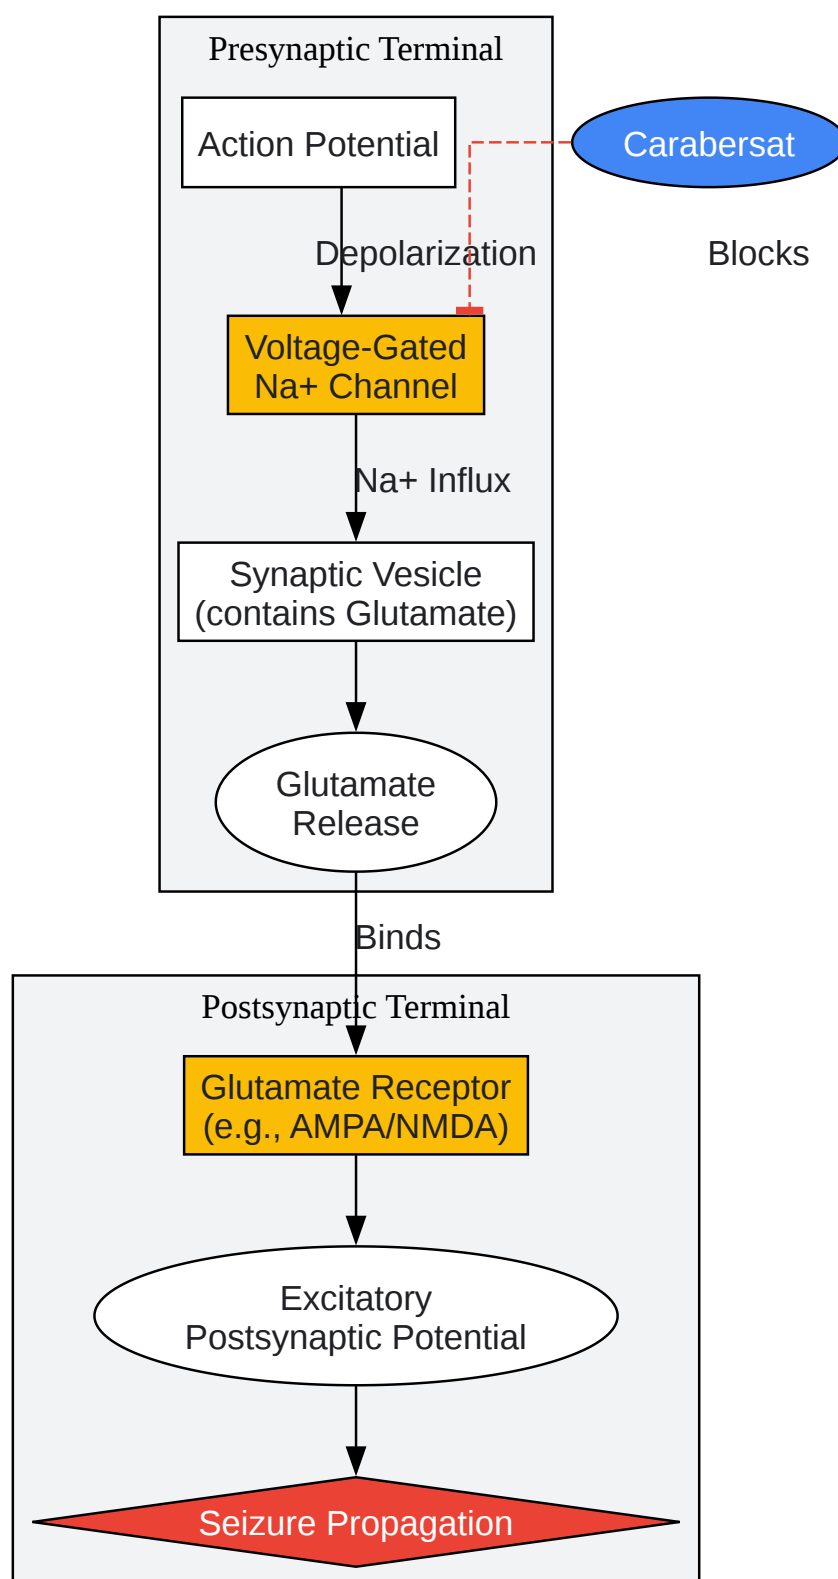 Presynaptic Terminal
Action Potential
Carabersat
Depolarization
Blocks
Voltage-Gated
Na+ Channel
Na+ Influx
Synaptic Vesicle
(contains Glutamate)
Glutamate
Release
Binds
Postsynaptic Terminal
Glutamate Receptor
(e.g., AMPA/NMDA)
Excitatory
Postsynaptic Potential
Seizure Propagation